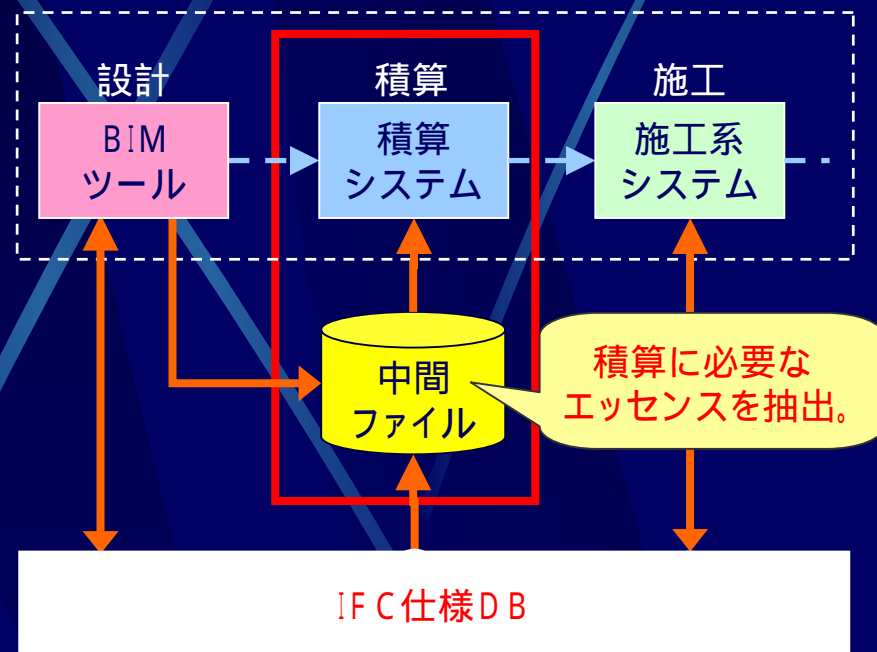 設計
BIM
ツール
積算
積算
システム
施工
施工系
システム
中間
ファイル
積算に必要な
エッセンスを抽出。
IFC仕様DB